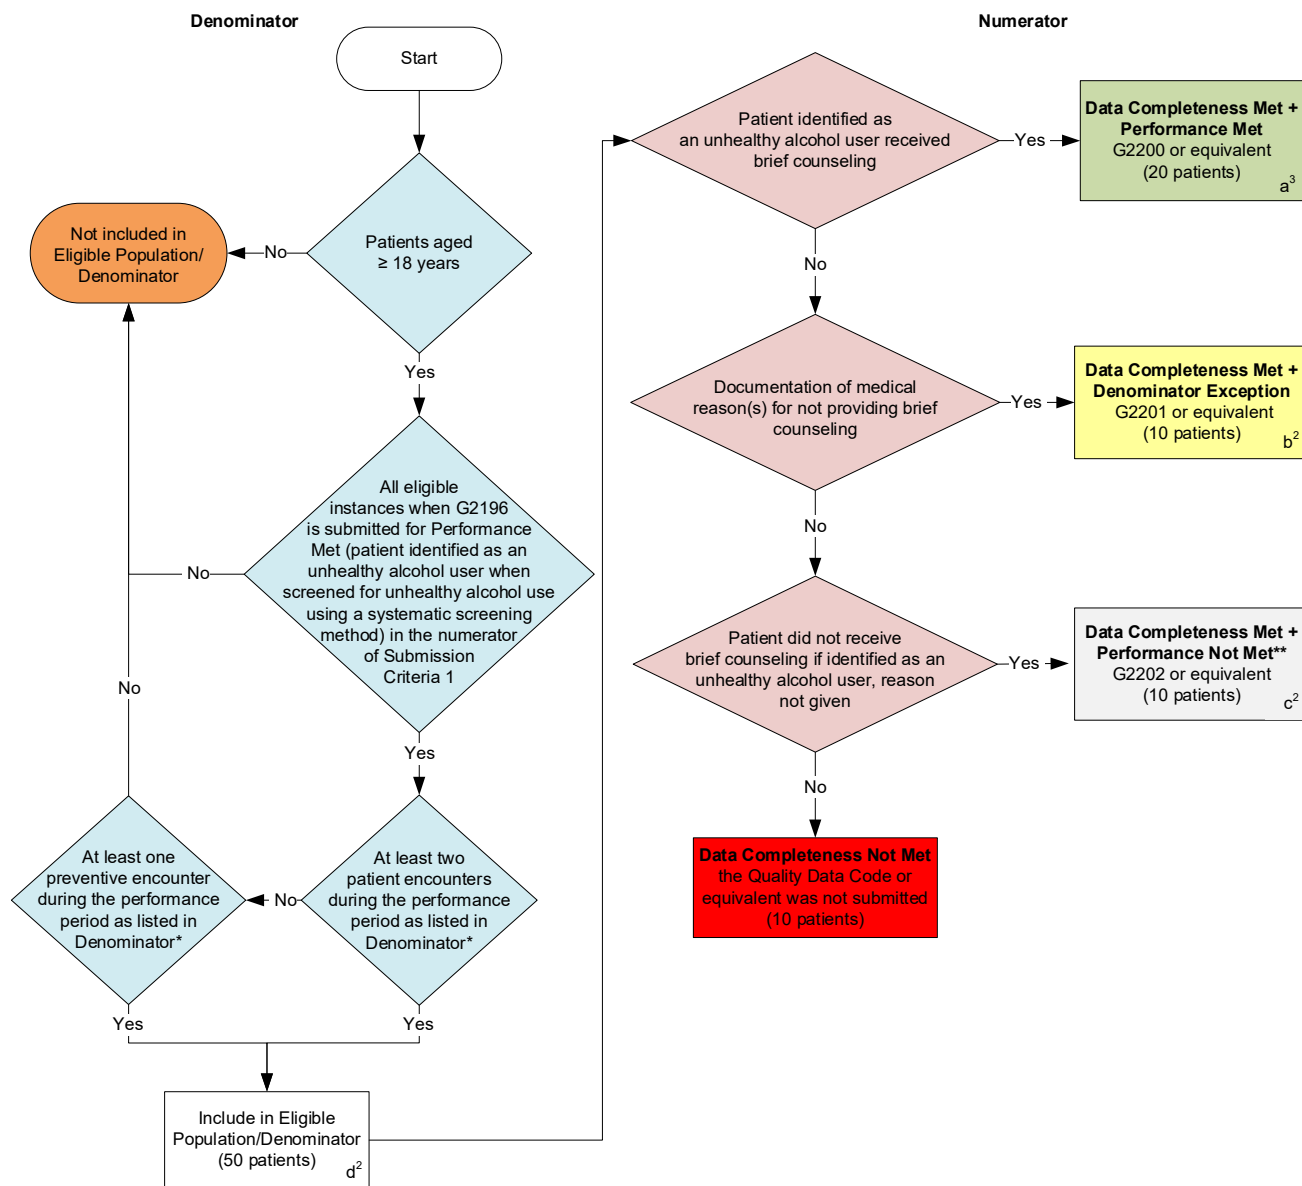 Denominator
Start
Patients aged
≥ 18 years
No
Not included in
Eligible Population/
Denominator
Yes
All eligible
instances when G2196
is submitted for Performance
Met (patient identified as an
unhealthy alcohol user when
screened for unhealthy alcohol use
using a systematic screening
method) in the numerator
of Submission
Criteria 1
No
Yes
At least two
patient encounters
during the performance
period as listed in
Denominator*
No
At least one
preventive encounter
during the performance
period as listed in
Denominator*
No
Yes
Yes
Include in Eligible
Population/Denominator
(50 patients)
d²
Numerator
Patient identified as
an unhealthy alcohol user received
brief counseling
Yes
Data Completeness Met +
Performance Met
G2200 or equivalent
(20 patients)
a³
No
Documentation of medical
reason(s) for not providing brief
counseling
Yes
Data Completeness Met +
Denominator Exception
G2201 or equivalent
(10 patients)
b²
No
Patient did not receive
brief counseling if identified as an
unhealthy alcohol user, reason
not given
Yes
Data Completeness Met +
Performance Not Met**
G2202 or equivalent
(10 patients)
c²
No
Data Completeness Not Met
the Quality Data Code or
equivalent was not submitted
(10 patients)